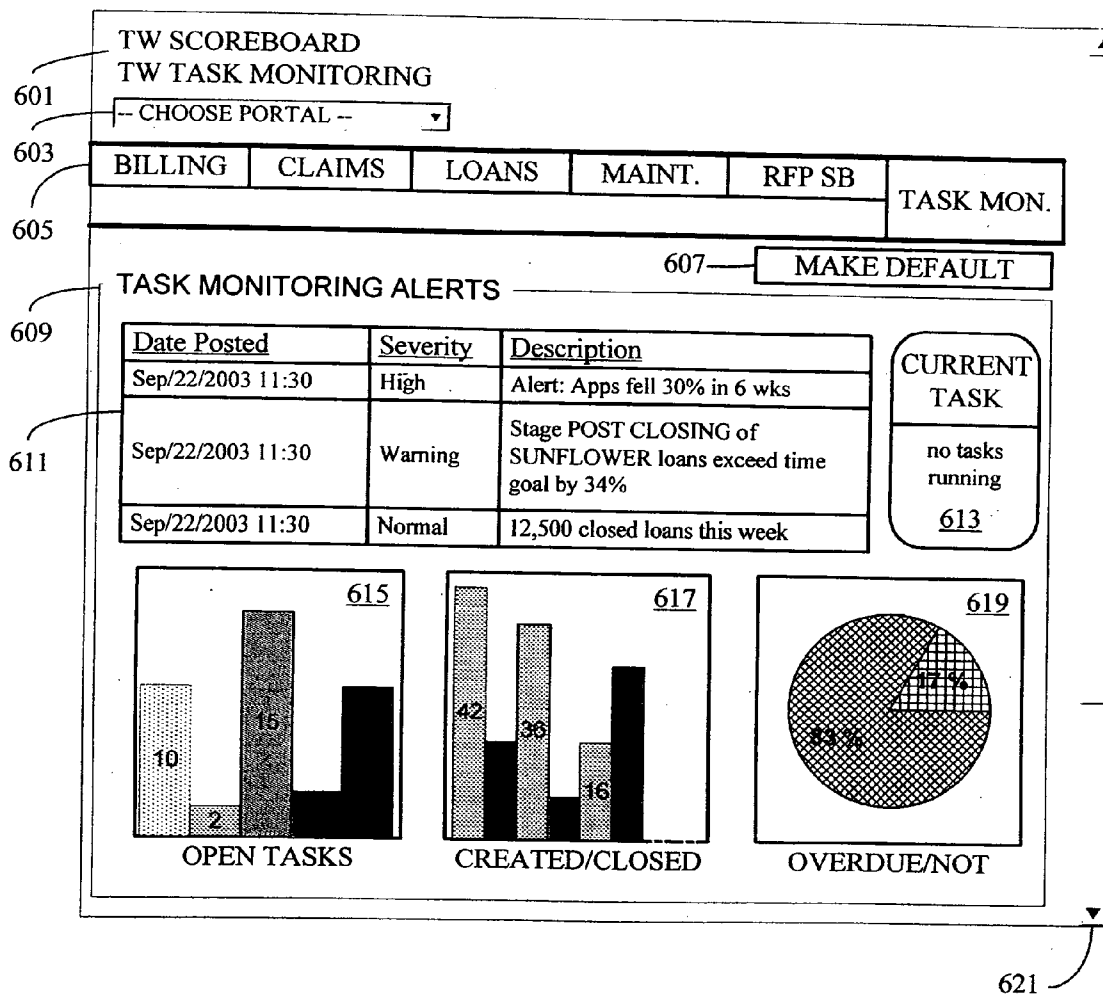 TW SCOREBOARD
TW TASK MONITORING
601
-- CHOOSE PORTAL --
603
BILLING CLAIMS LOANS MAINT. RFP SB TASK MON.
605
607 MAKE DEFAULT
TASK MONITORING ALERTS
609
Date Posted Severity Description
Sep/22/2003 11:30 High Alert: Apps fell 30% in 6 wks
Sep/22/2003 11:30 Warning Stage POST CLOSING of
SUNFLOWER loans exceed time
goal by 34%
Sep/22/2003 11:30 Normal 12,500 closed loans this week
611
CURRENT
TASK
no tasks
running
613
615
10
2
15
OPEN TASKS
617
42
36
16
CREATED/CLOSED
619
17 %
83 %
OVERDUE/NOT
621